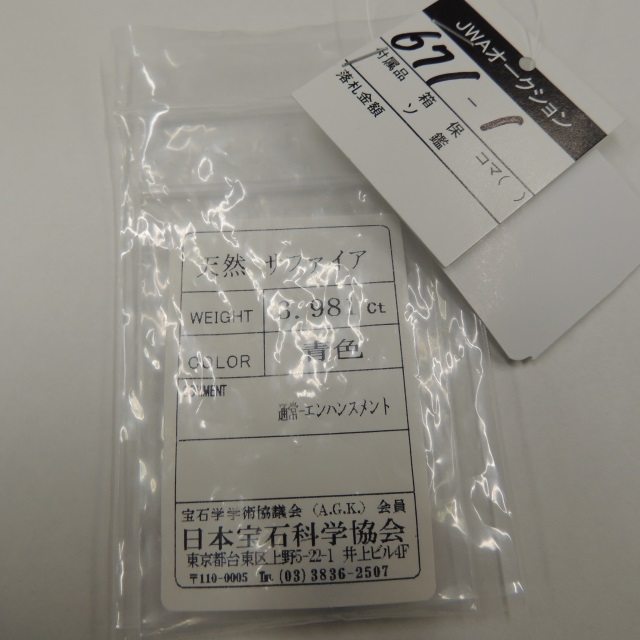 JWAオークション
671-1
付属品 箱 保 コマ( )
ソ 鑑
落札金額
天然 サファイア
WEIGHT 3.98 ct
COLOR 青色
MENT
通常-エンハンスメント
宝石学学術協議会 (A.G.K.) 会員
日本宝石科学協会
東京都台東区上野5-22-1 井上ビル4F
〒110-0005 Tel. (03) 3836-2507